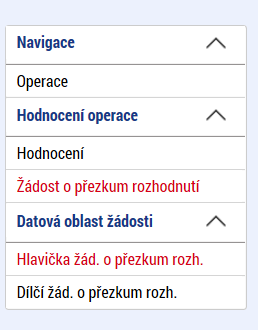 Navigace
Operace
Hodnocení operace
Hodnocení
Žádost o přezkum rozhodnutí
Datová oblast žádosti
Hlavička žád. o přezkum rozh.
Dílčí žád. o přezkum rozh.